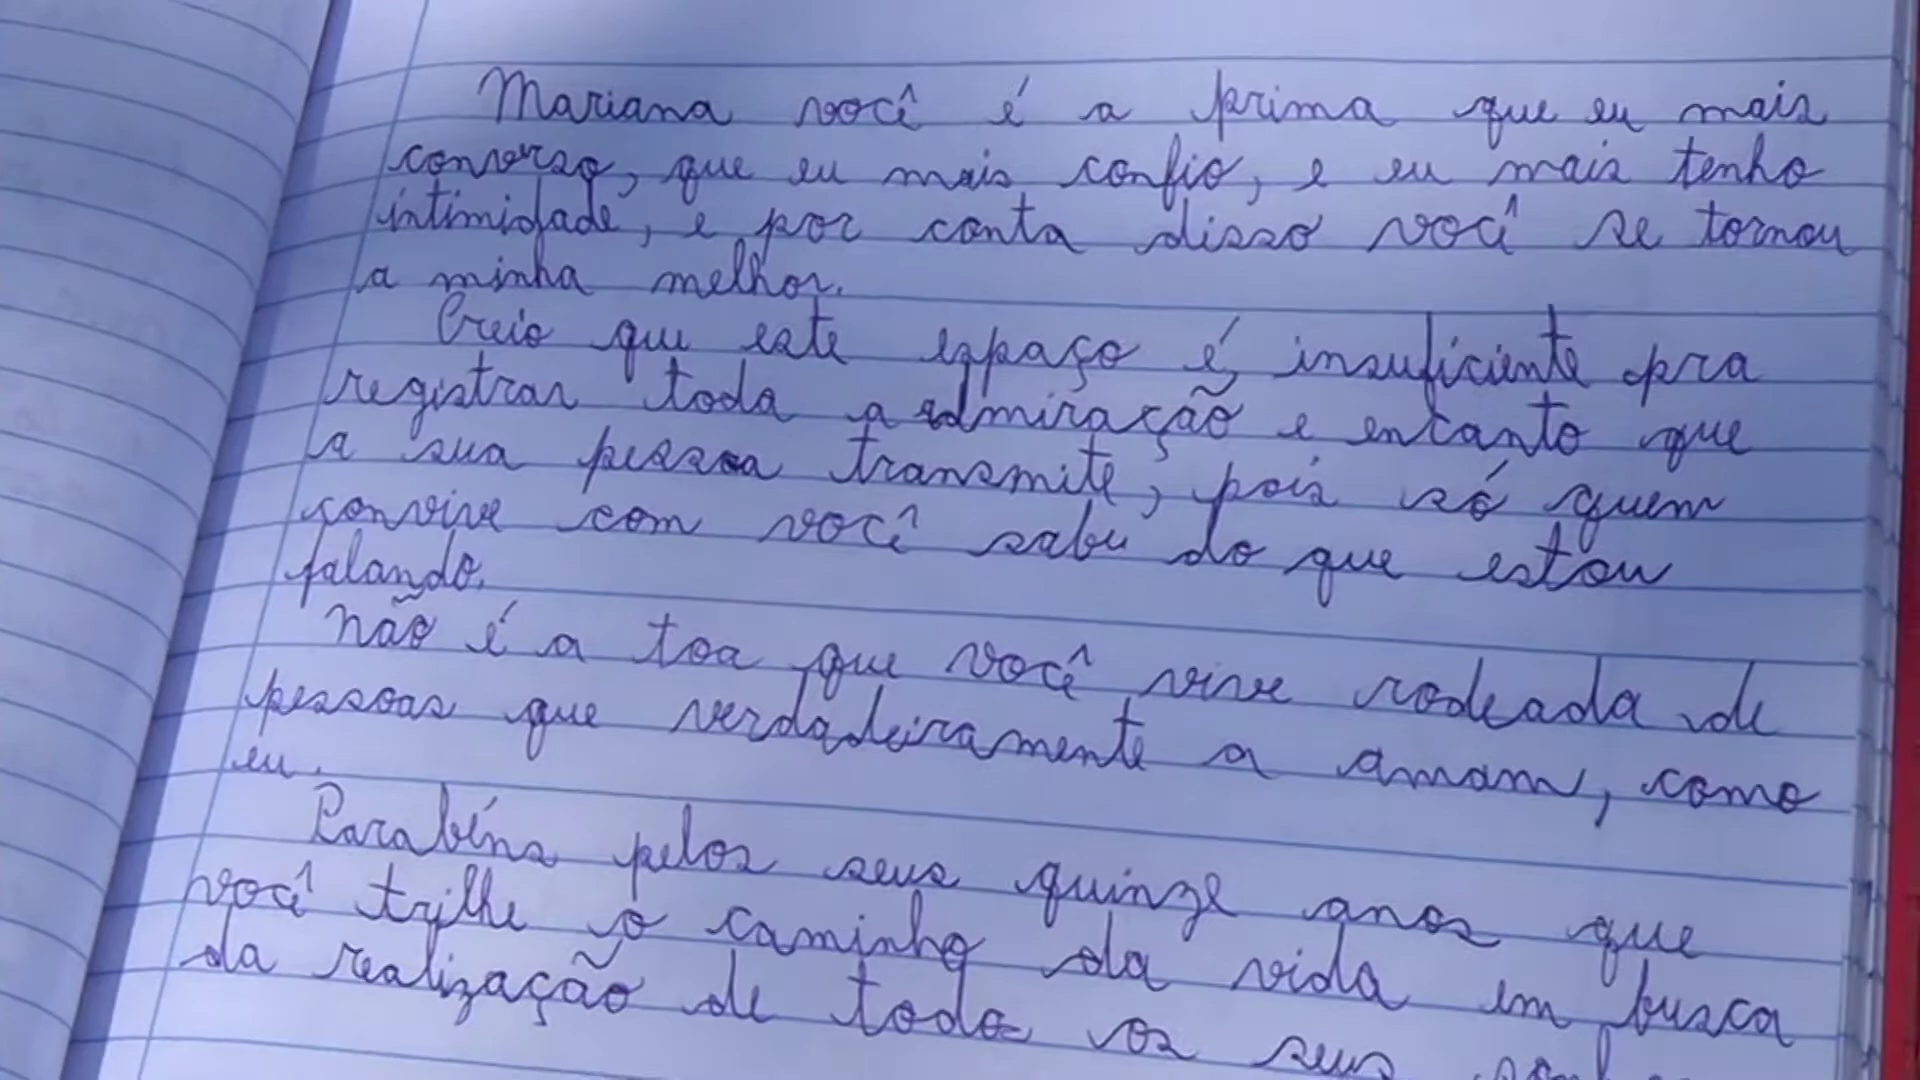 Mariana você é a prima que eu mais
converso, que eu mais confio, e eu mais tenho
intimidade, e por conta disso você se tornou
a minha melhor.
Creio que este espaço é insuficiente pra
registrar toda a admiração e encanto que
a sua pessoa transmite, pois só quem
convive com você sabe do que estou
falando.
Não é a toa que você vive rodeada de
pessoas que verdadeiramente a amam, como
eu.
Parabéns pelos seus quinze anos que
você trilhe o caminho da vida em busca
da realização de todo os seus